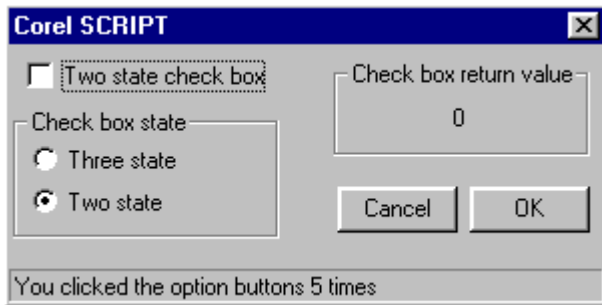 Corel SCRIPT
Two state check box
Check box state
Three state
Two state
Check box return value
0
Cancel
OK
You clicked the option buttons 5 times